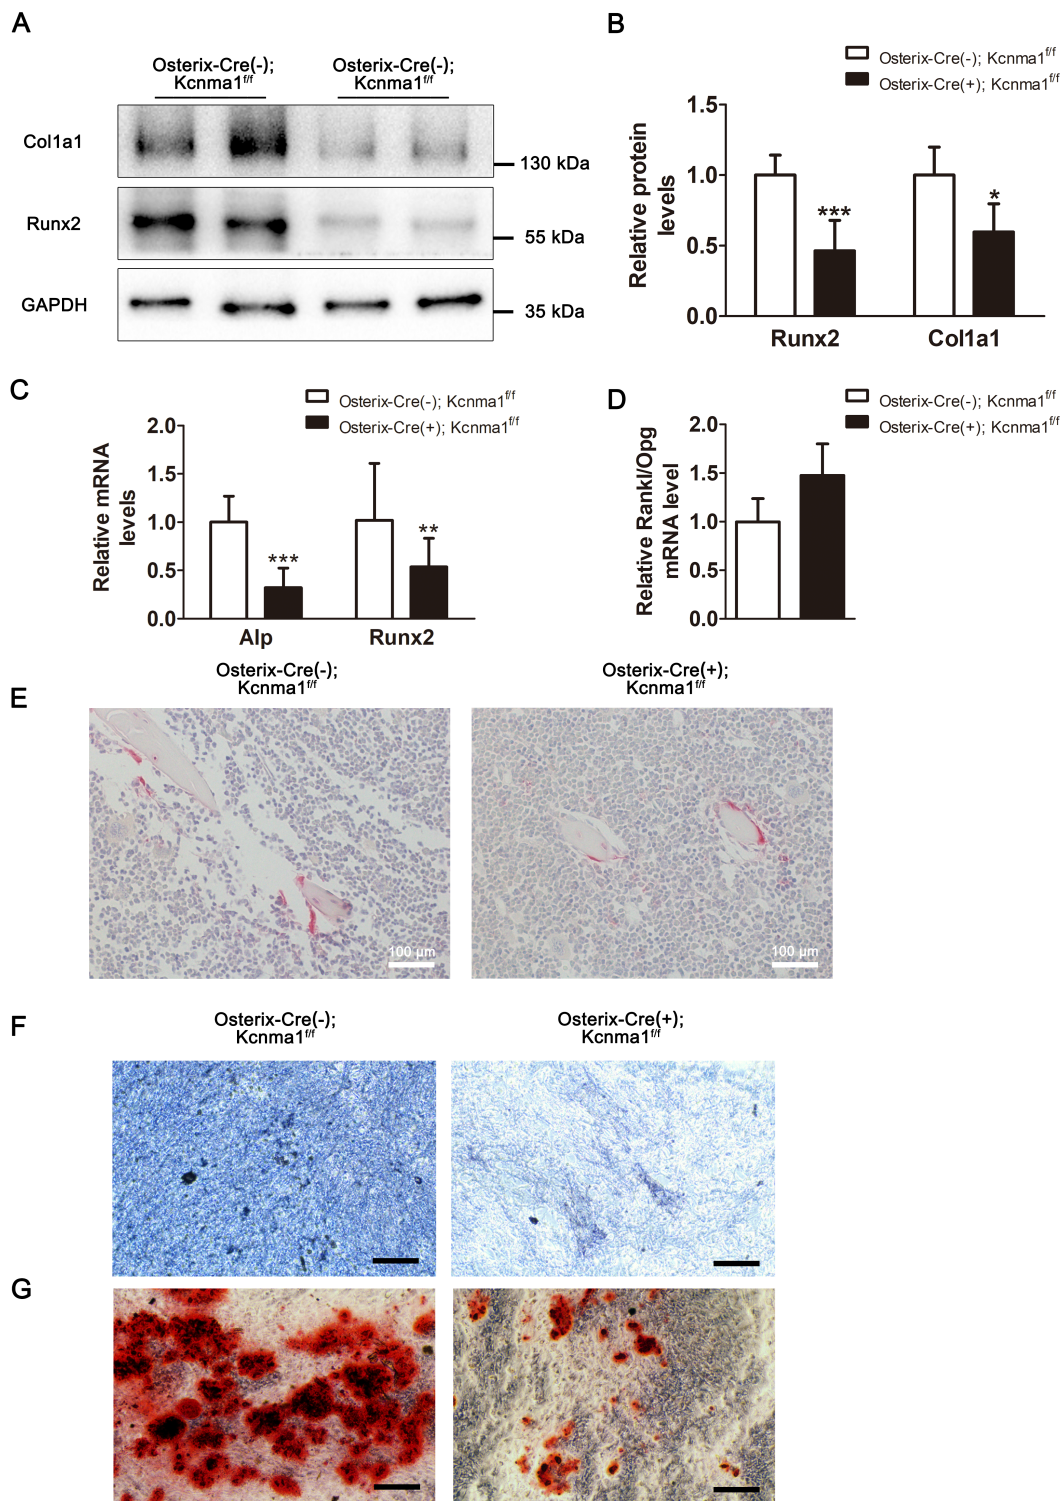 A
Osterix-Cre(-);
Kcnma1f/f
Osterix-Cre(-);
Kcnma1f/f
Col1a1
130 kDa
Runx2
55 kDa
GAPDH
35 kDa
B
Osterix-Cre(-); Kcnma1f/f
Osterix-Cre(+); Kcnma1f/f
Relative protein
levels
1.5
1.0
0.5
0.0
***
*
Runx2
Col1a1
C
Osterix-Cre(-); Kcnma1f/f
Osterix-Cre(+); Kcnma1f/f
Relative mRNA
levels
2.0
1.5
1.0
0.5
0.0
***
**
Alp
Runx2
D
Osterix-Cre(-); Kcnma1f/f
Osterix-Cre(+); Kcnma1f/f
Relative Rankl/Opg
mRNA level
2.0
1.5
1.0
0.5
0.0
E
Osterix-Cre(-);
Kcnma1f/f
Osterix-Cre(+);
Kcnma1f/f
100 μm
100 μm
F
Osterix-Cre(-);
Kcnma1f/f
Osterix-Cre(+);
Kcnma1f/f
G